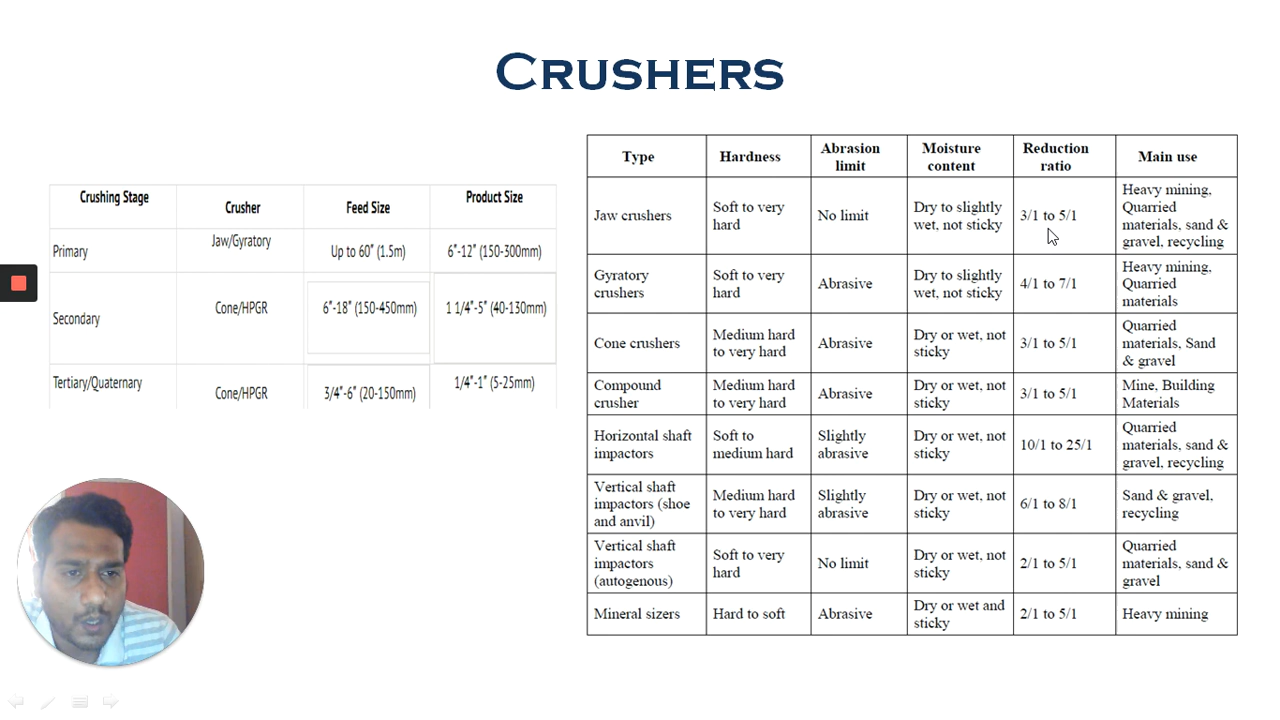 CRUSHERS
Crushing Stage
Crusher
Feed Size
Product Size
Primary
Jaw/Gyratory
Up to 60" (1.5m)
6"-12" (150-300mm)
Secondary
Cone/HPGR
6"-18" (150-450mm)
1 1/4"-5" (40-130mm)
Tertiary/Quaternary
Cone/HPGR
3/4"-6" (20-150mm)
1/4"-1" (5-25mm)
Type
Hardness
Abrasion
limit
Moisture
content
Reduction
ratio
Main use
Jaw crushers
Soft to very
hard
No limit
Dry to slightly
wet, not sticky
3/1 to 5/1
Heavy mining,
Quarried
materials, sand &
gravel, recycling
Gyratory
crushers
Soft to very
hard
Abrasive
Dry to slightly
wet, not sticky
4/1 to 7/1
Heavy mining,
Quarried
materials
Cone crushers
Medium hard
to very hard
Abrasive
Dry or wet, not
sticky
3/1 to 5/1
Quarried
materials, Sand
& gravel
Compound
crusher
Medium hard
to very hard
Abrasive
Dry or wet, not
sticky
3/1 to 5/1
Mine, Building
Materials
Horizontal shaft
impactors
Soft to
medium hard
Slightly
abrasive
Dry or wet, not
sticky
10/1 to 25/1
Quarried
materials, sand &
gravel, recycling
Vertical shaft
impactors (shoe
and anvil)
Medium hard
to very hard
Slightly
abrasive
Dry or wet, not
sticky
6/1 to 8/1
Sand & gravel,
recycling
Vertical shaft
impactors
(autogenous)
Soft to very
hard
No limit
Dry or wet, not
sticky
2/1 to 5/1
Quarried
materials, sand &
gravel
Mineral sizers
Hard to soft
Abrasive
Dry or wet and
sticky
2/1 to 5/1
Heavy mining